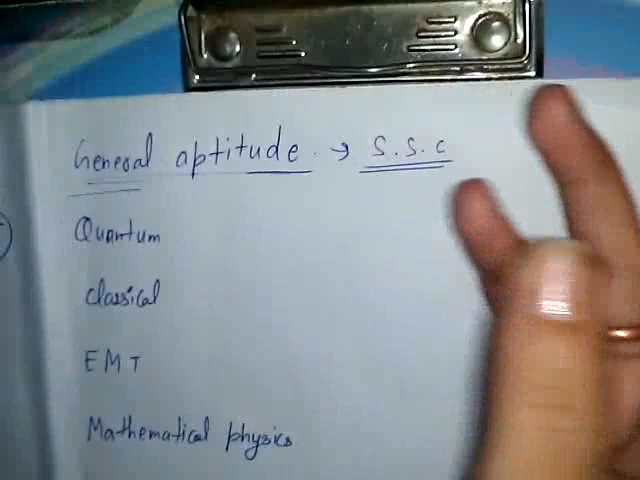 General aptitude → S.S.C
Quantum
Classical
EMT
Mathematical physics